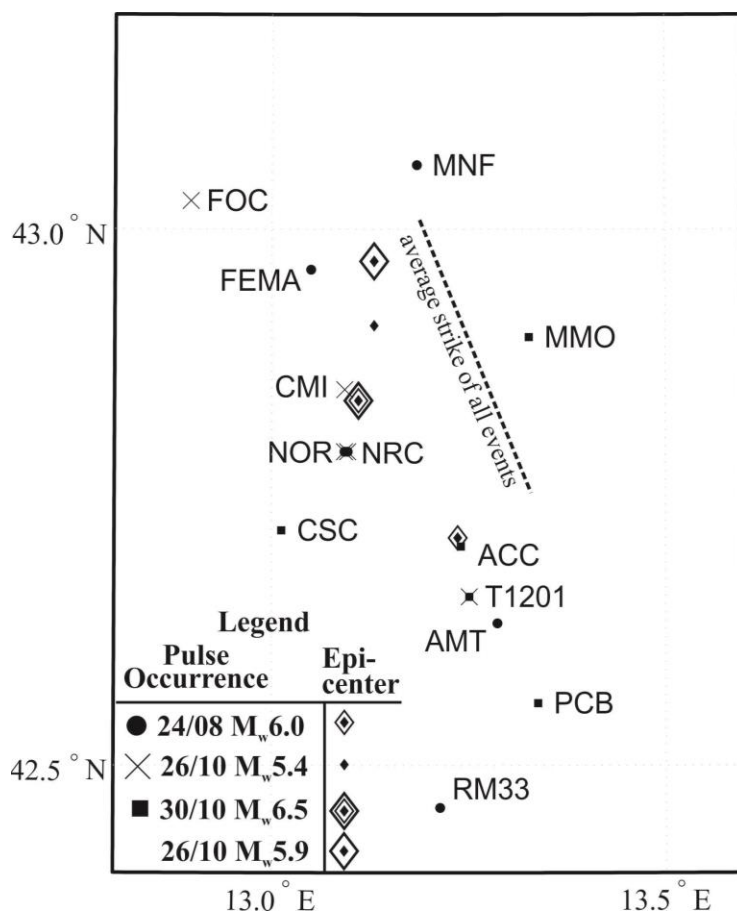 MNF
FOC
43.0° N
FEMA
average strike of all events
MMO
CMI
NOR NRC
CSC
ACC
T1201
AMT
PCB
RM33
Legend
Pulse Occurrence
Epi-center
24/08 Mw6.0
26/10 Mw5.4
30/10 Mw6.5
26/10 Mw5.9
42.5° N
13.0° E
13.5° E